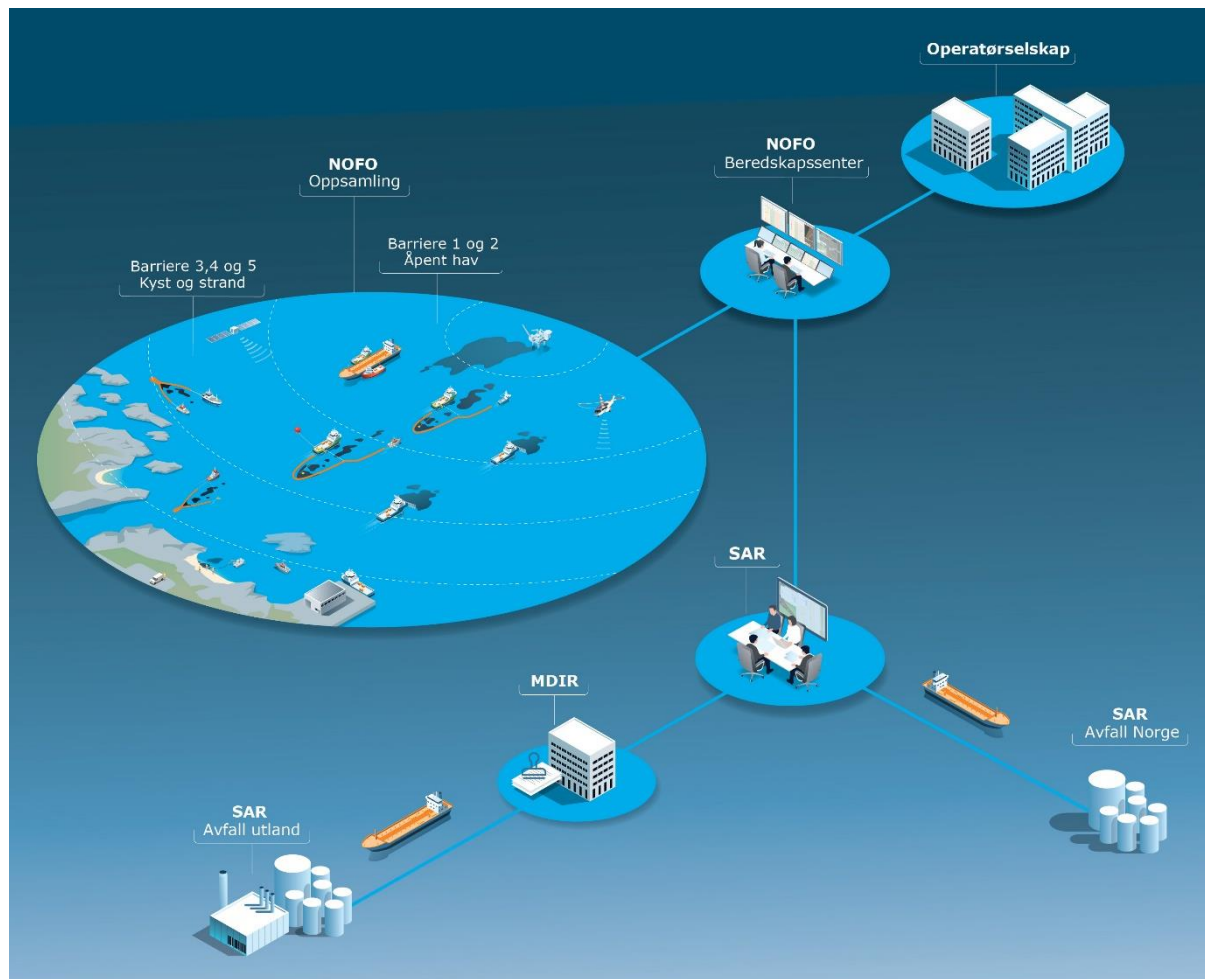 Operatørselskap
NOFO
Beredskapssenter
NOFO
Oppsamling
Barriere 1 og 2
Åpent hav
Barriere 3,4 og 5
Kyst og strand
SAR
MDIR
SAR
Avfall Norge
SAR
Avfall utland